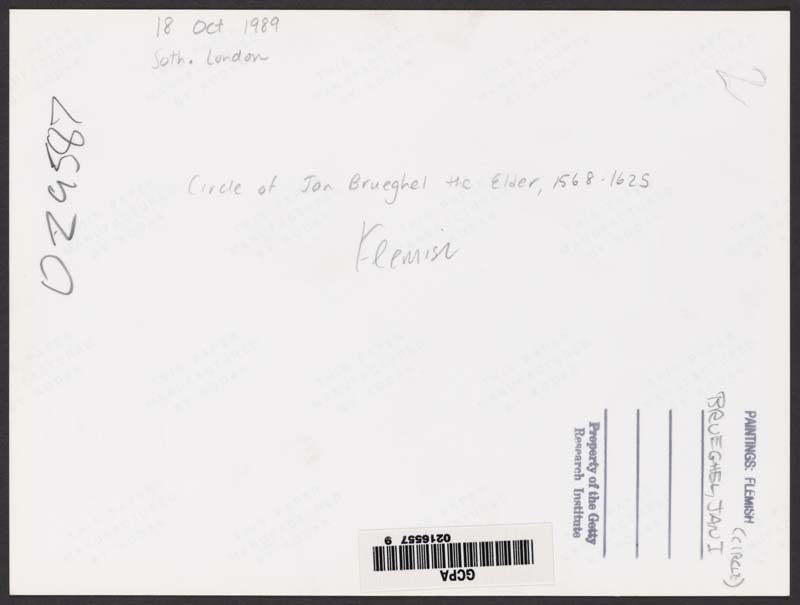 18 Oct 1989
Soth. London
2
029587
Circle of Jan Brueghel the Elder, 1568-1625
Flemish
PAINTINGS: FLEMISH
(CIRCLE)
BRUEGHEL, JAN I
Property of the Getty
Research Institute
GCPA
0216557 9
THIS PAPER
MANUFACTURED
BY KODAK